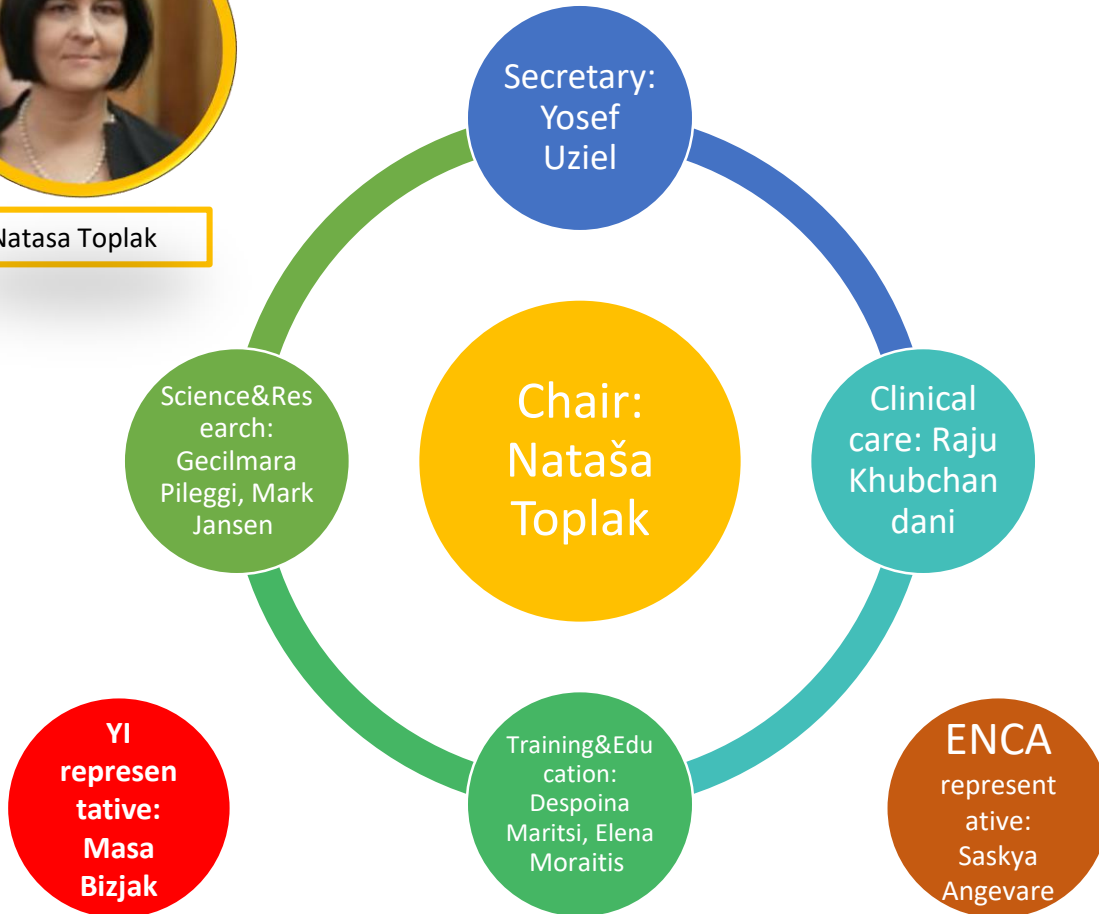 Secretary:
Yosef
Uziel
Natasa Toplak
Science&Res
earch:
Gecilmara
Pileggi, Mark
Jansen
Chair:
Nataša
Toplak
Clinical
care: Raju
Khubchan
dani
Training&Edu
cation:
Despoina
Maritsi, Elena
Moraitis
YI
represen
tative:
Masa
Bizjak
ENCA
represent
ative:
Saskya
Angevare